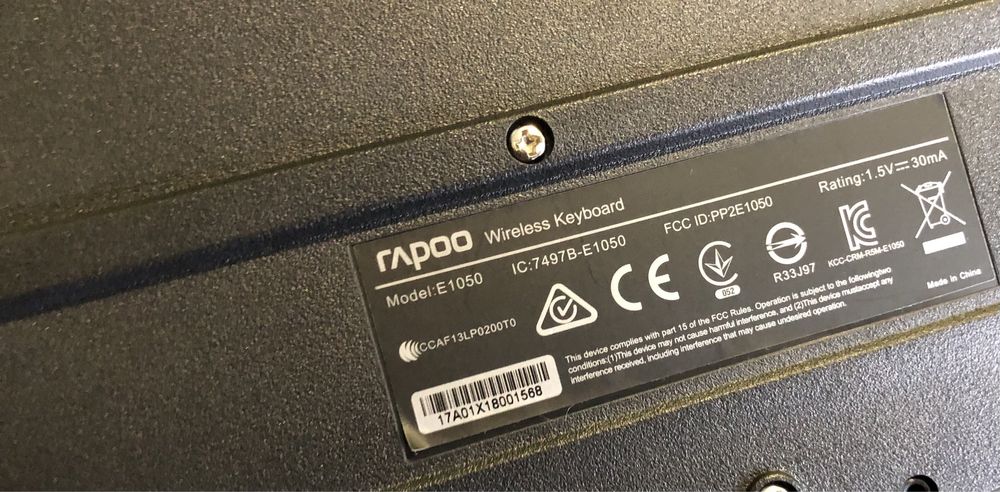 rapoo Wireless Keyboard
Rating:1.5V⎓30mA
Model:E1050 IC:7497B-E1050 FCC ID:PP2E1050
CCAF13LP0200T0
CE
052
R33J97
KCC-CRM-R5M-E1050
This device complies with part 15 of the FCC Rules. Operation is subject to the followingtwo
conditions:(1)This device may not cause harmful interference, and (2)This device mustaccept any
interference received, including interference that may cause undesired operation.
Made in China
17A01X18001568